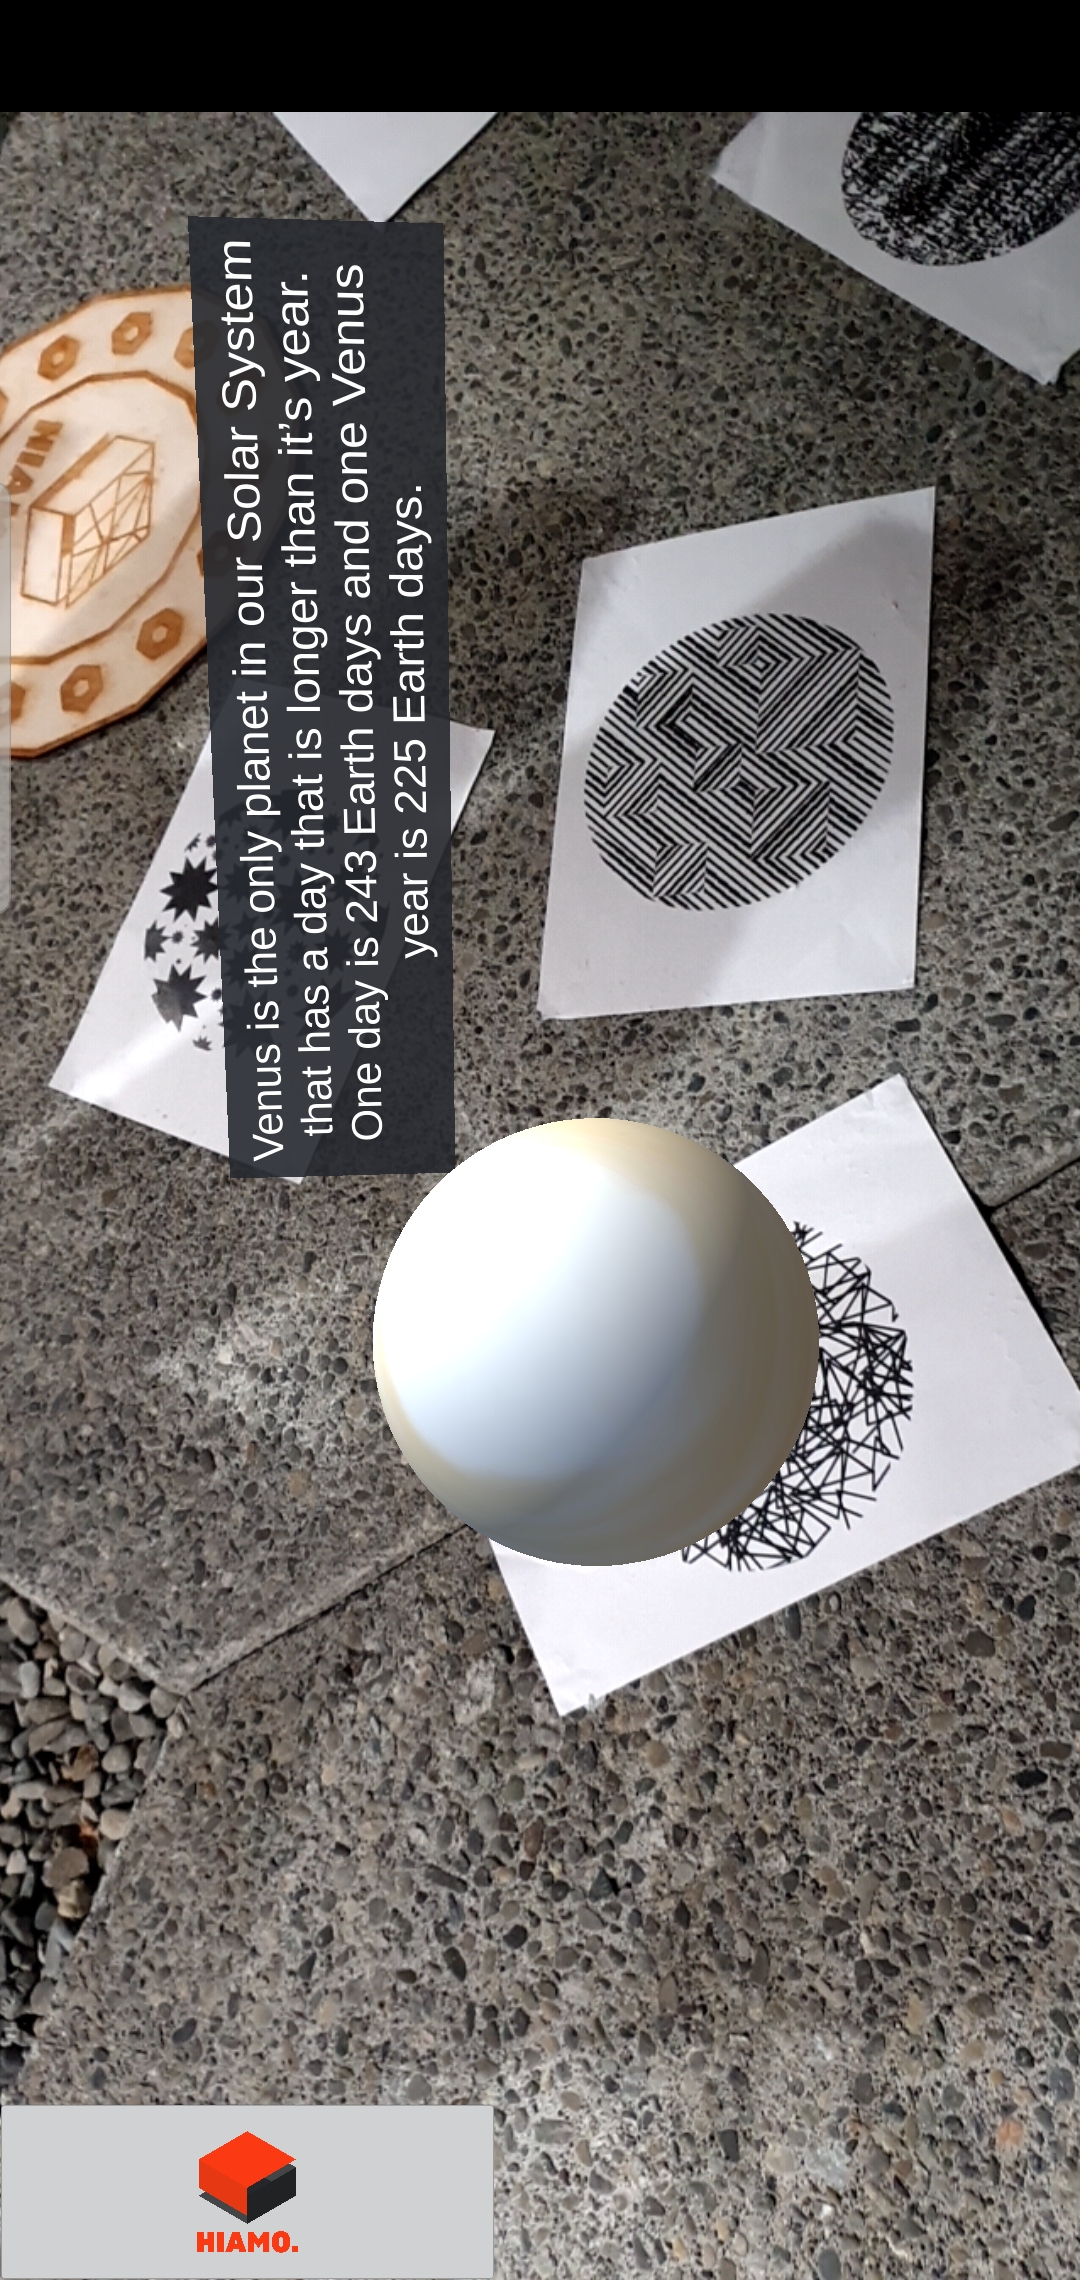 HIAMO.
HIAM
Venus is the only planet in our Solar System
that has a day that is longer than it’s year.
One day is 243 Earth days and one Venus
year is 225 Earth days.